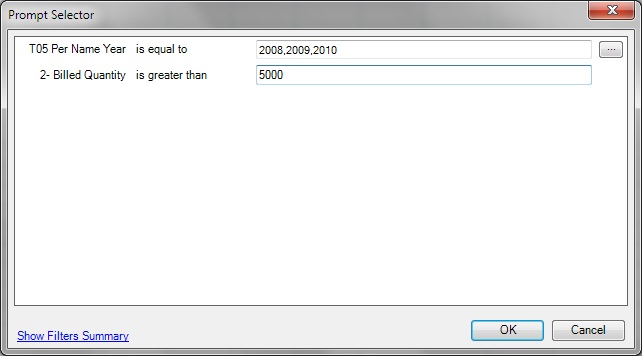 Prompt Selector
T05 Per Name Year is equal to 2008,2009,2010 ...
2- Billed Quantity is greater than 5000
Show Filters Summary OK Cancel